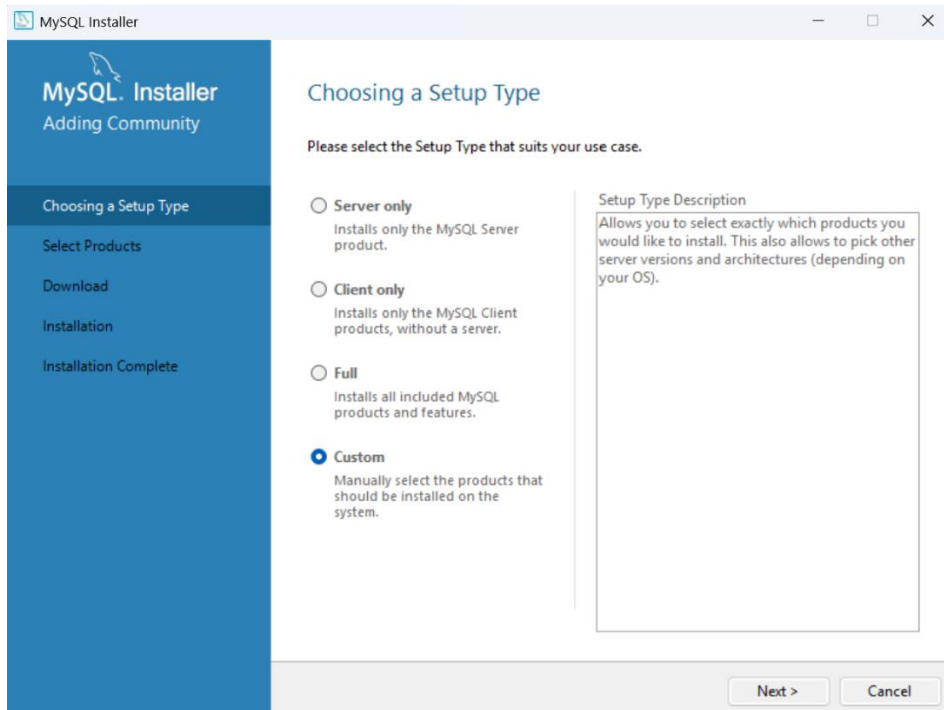 MySQL Installer
MySQL. Installer
Adding Community
Choosing a Setup Type
Select Products
Download
Installation
Installation Complete
Choosing a Setup Type
Please select the Setup Type that suits your use case.
Server only
Installs only the MySQL Server
product.
Client only
Installs only the MySQL Client
products, without a server.
Full
Installs all included MySQL
products and features.
Custom
Manually select the products that
should be installed on the
system.
Setup Type Description
Allows you to select exactly which products you
would like to install. This also allows to pick other
server versions and architectures (depending on
your OS).
Next >
Cancel